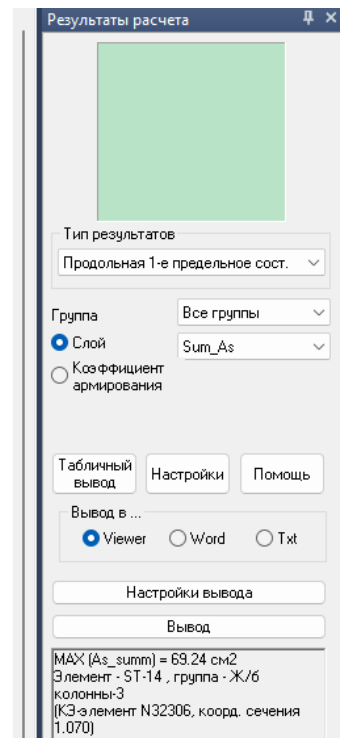 Результаты расчета
Тип результатов
Продольная 1-е предельное сост.
Группа
Все группы
Слой
Sum_As
Коэффициент
армирования
Табличный
вывод
Настройки
Помощь
Вывод в ...
Viewer
Word
Txt
Настройки вывода
Вывод
MAX (As_summ) = 69.24 см2
Элемент - ST-14 , группа - Ж/б
колонны-3
(КЭ-элемент N32306, коорд. сечения
1.070)